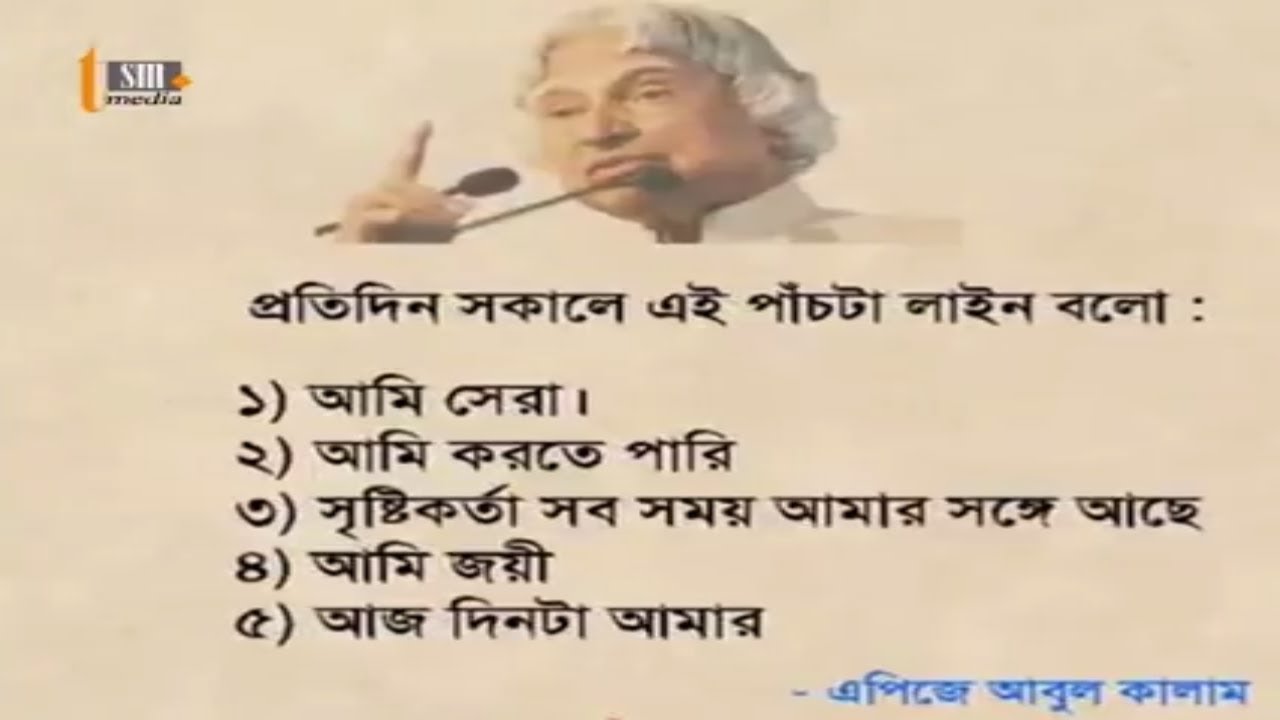 tsm
media
প্রতিদিন সকালে এই পাঁচটা লাইন বলো :
১) আমি সেরা।
২) আমি করতে পারি
৩) সৃষ্টিকর্তা সব সময় আমার সঙ্গে আছে
৪) আমি জয়ী
৫) আজ দিনটা আমার
- এপিজে আবুল কালাম